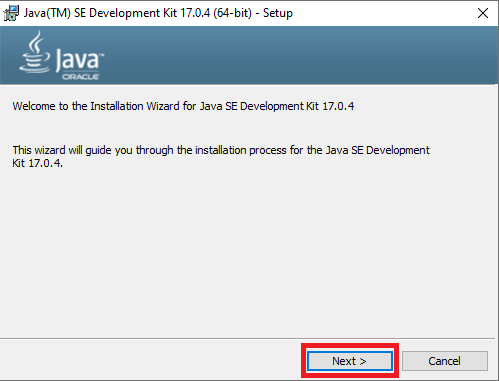 Java(TM) SE Development Kit 17.0.4 (64-bit) - Setup
Java™
ORACLE
Welcome to the Installation Wizard for Java SE Development Kit 17.0.4
This wizard will guide you through the installation process for the Java SE Development
Kit 17.0.4.
Next >
Cancel